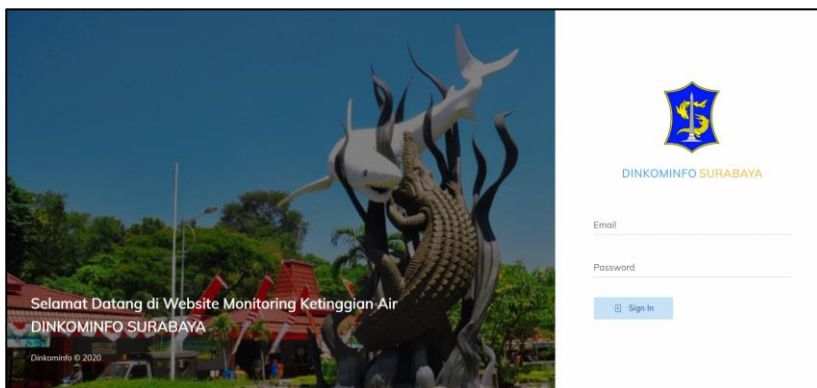 Selamat Datang di Website Monitoring Ketinggian Air
DINKOMINFO SURABAYA
Dinkominfo © 2020
DINKOMINFO SURABAYA
Email
Password
Sign In